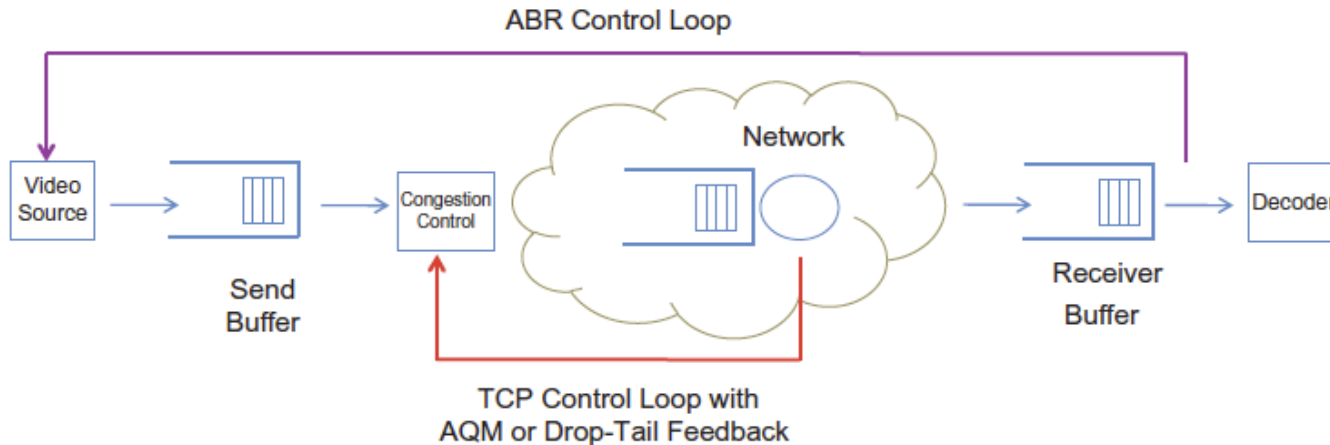 ABR Control Loop
Network
Video
Source
Congestion
Control
Decoder
Send
Buffer
Receiver
Buffer
TCP Control Loop with
AQM or Drop-Tail Feedback